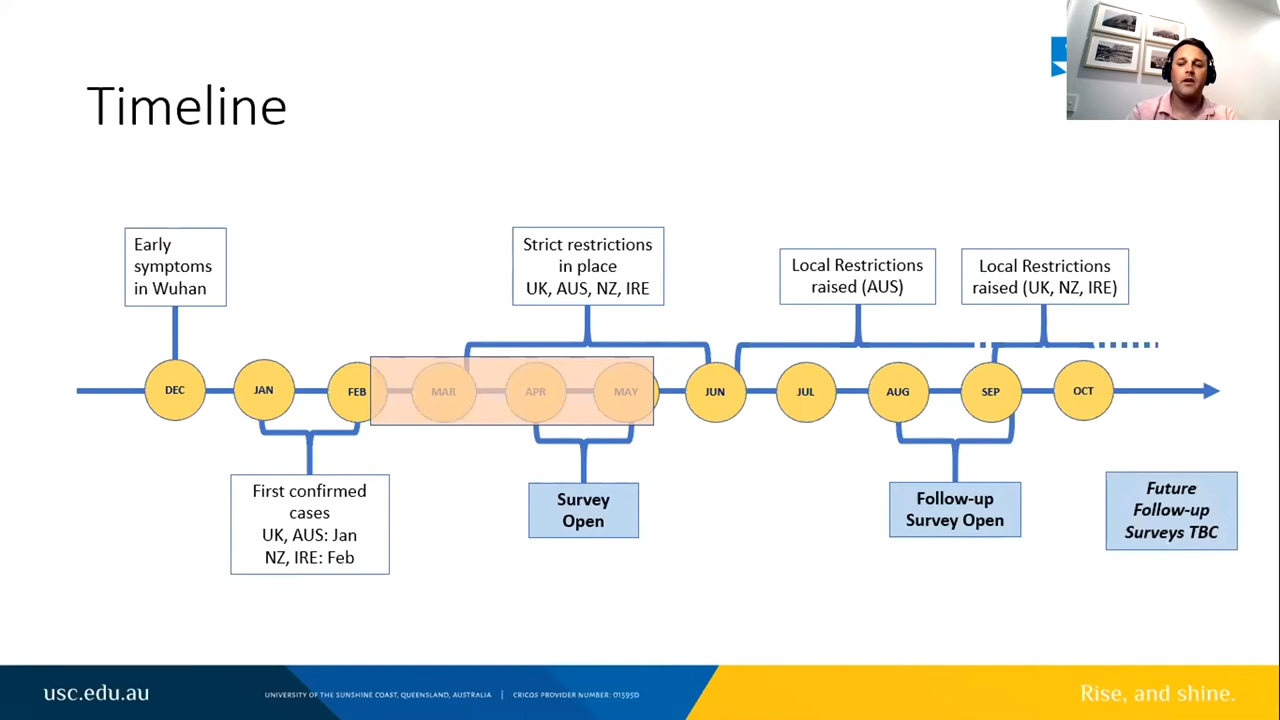 Timeline
Early
symptoms
in Wuhan
Strict restrictions
in place
UK, AUS, NZ, IRE
Local Restrictions
raised (AUS)
Local Restrictions
raised (UK, NZ, IRE)
DEC
JAN
FEB
MAR
APR
MAY
JUN
JUL
AUG
SEP
OCT
First confirmed
cases
UK, AUS: Jan
NZ, IRE: Feb
Survey
Open
Follow-up
Survey Open
Future
Follow-up
Surveys TBC
usc.edu.au
UNIVERSITY OF THE SUNSHINE COAST, QUEENSLAND, AUSTRALIA | CRICOS PROVIDER NUMBER: 01595D
Rise, and shine.